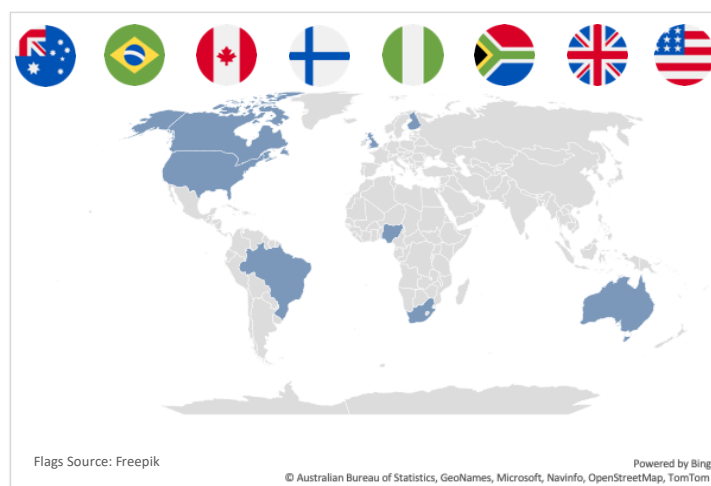 Flags Source: Freepik
Powered by Bing
© Australian Bureau of Statistics, GeoNames, Microsoft, Navinfo, OpenStreetMap, TomTom